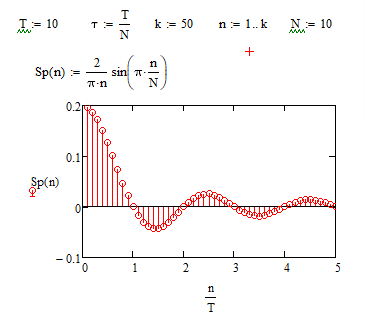 T := 10 τ := T/N k := 50 n := 1.. k N := 10
Sp(n) := 2/(π·n) sin(π·n/N)
0.2
0.1
Sp(n)
0
− 0.1
0 1 2 3 4 5
n/T